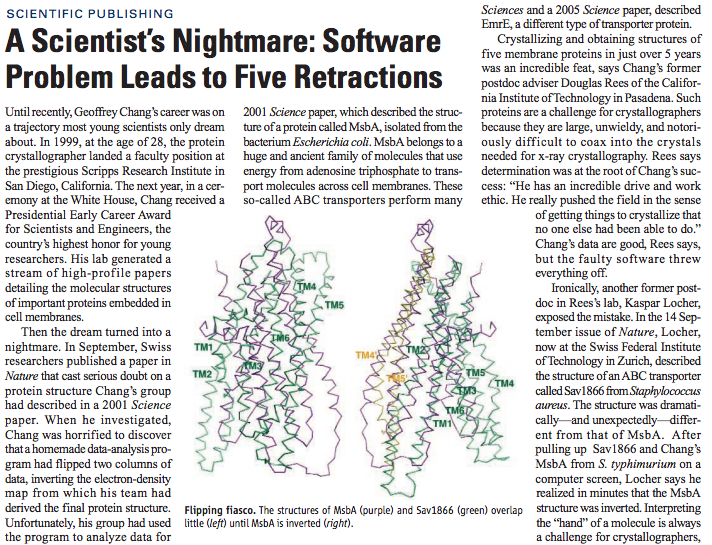 SCIENTIFIC PUBLISHING
A Scientist's Nightmare: Software
Problem Leads to Five Retractions
Until recently, Geoffrey Chang's career was on
a trajectory most young scientists only dream
about. In 1999, at the age of 28, the protein
crystallographer landed a faculty position at
the prestigious Scripps Research Institute in
San Diego, California. The next year, in a cer-
emony at the White House, Chang received a
Presidential Early Career Award
for Scientists and Engineers, the
country's highest honor for young
researchers. His lab generated a
stream of high-profile papers
detailing the molecular structures
of important proteins embedded in
cell membranes.
Then the dream turned into a
nightmare. In September, Swiss
researchers published a paper in
Nature that cast serious doubt on a
protein structure Chang's group
had described in a 2001 Science
paper. When he investigated,
Chang was horrified to discover
that a homemade data-analysis pro-
gram had flipped two columns of
data, inverting the electron-density
map from which his team had
derived the final protein structure.
Unfortunately, his group had used
the program to analyze data for
2001 Science paper, which described the struc-
ture of a protein called MsbA, isolated from the
bacterium Escherichia coli. MsbA belongs to a
huge and ancient family of molecules that use
energy from adenosine triphosphate to trans-
port molecules across cell membranes. These
so-called ABC transporters perform many
TM4
TM5
TM6
TM1
TM3
TM2
TM4
TM2
TM5
TM5
TM4
TM3
TM6
TM1
Flipping fiasco. The structures of MsbA (purple) and Sav1866 (green) overlap
little (left) until MsbA is inverted (right).
Sciences and a 2005 Science paper, described
EmrE, a different type of transporter protein.
Crystallizing and obtaining structures of
five membrane proteins in just over 5 years
was an incredible feat, says Chang's former
postdoc adviser Douglas Rees of the Califor-
nia Institute of Technology in Pasadena. Such
proteins are a challenge for crystallographers
because they are large, unwieldy, and notori-
ously difficult to coax into the crystals
needed for x-ray crystallography. Rees says
determination was at the root of Chang's suc-
cess: "He has an incredible drive and work
ethic. He really pushed the field in the sense
of getting things to crystallize that
no one else had been able to do."
Chang's data are good, Rees says,
but the faulty software threw
everything off.
Ironically, another former post-
doc in Rees's lab, Kaspar Locher,
exposed the mistake. In the 14 Sep-
tember issue of Nature, Locher,
now at the Swiss Federal Institute
of Technology in Zurich, described
the structure of an ABC transporter
called Sav1866 from Staphylococcus
aureus. The structure was dramati-
cally—and unexpectedly—differ-
ent from that of MsbA. After
pulling up Sav1866 and Chang's
MsbA from S. typhimurium on a
computer screen, Locher says he
realized in minutes that the MsbA
structure was inverted. Interpreting
the "hand" of a molecule is always
a challenge for crystallographers,